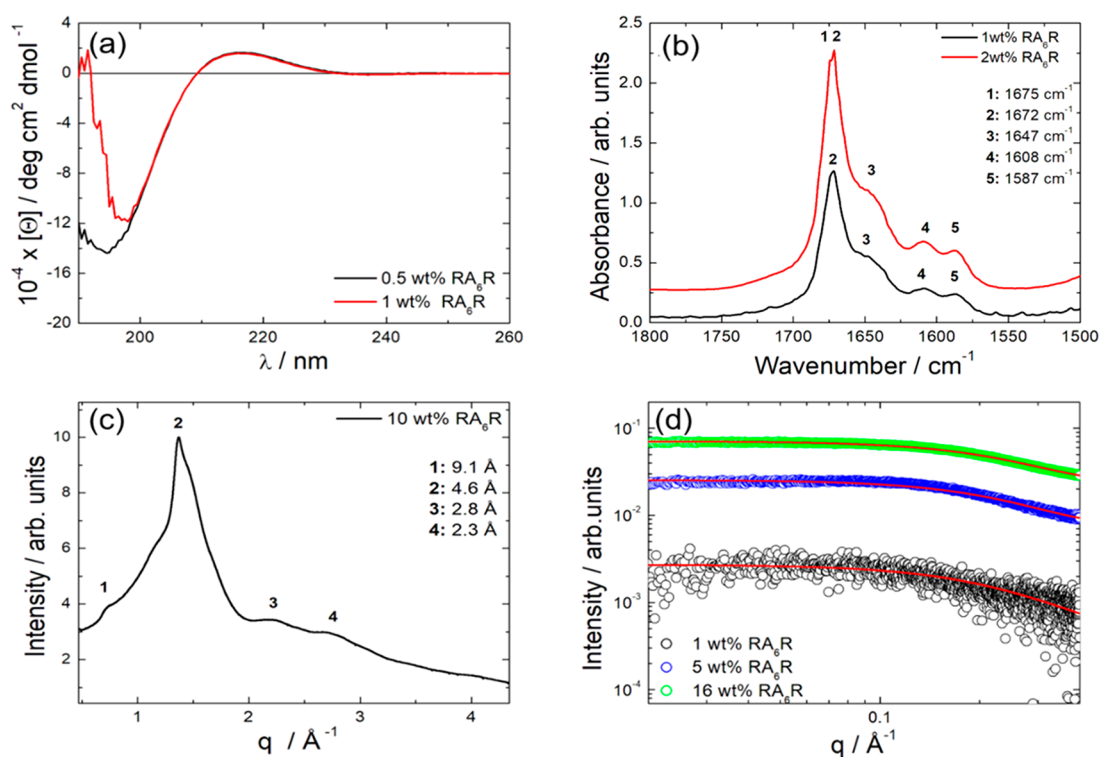 (a)
10⁻⁴ x [Θ] / deg cm² dmol⁻¹
4
0
-4
-8
-12
-16
-20
0.5 wt% RA₆R
1 wt% RA₆R
200
220
240
260
λ / nm
(b)
Absorbance / arb. units
2.5
2.0
1.5
1.0
0.5
0.0
1wt% RA₆R
2wt% RA₆R
1: 1675 cm⁻¹
2: 1672 cm⁻¹
3: 1647 cm⁻¹
4: 1608 cm⁻¹
5: 1587 cm⁻¹
1 2
3
4
5
2
3
4
5
1800
1750
1700
1650
1600
1550
1500
Wavenumber / cm⁻¹
(c)
Intensity / arb. units
10
8
6
4
2
10 wt% RA₆R
1: 9.1 Å
2: 4.6 Å
3: 2.8 Å
4: 2.3 Å
1
2
3
4
1
2
3
4
q / Å⁻¹
(d)
Intensity / arb.units
10⁻¹
10⁻²
10⁻³
10⁻⁴
1 wt% RA₆R
5 wt% RA₆R
16 wt% RA₆R
0.1
q / Å⁻¹